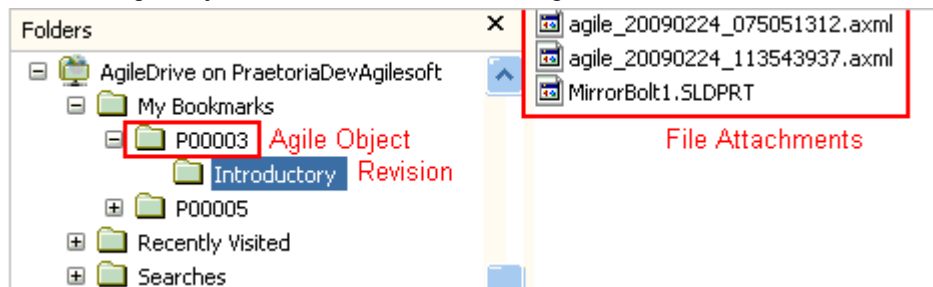 Folders
AgileDrive on PraetoriaDevAgilesoft
My Bookmarks
P00003 Agile Object
Introductory Revision
P00005
Recently Visited
Searches
agile_20090224_075051312.axml
agile_20090224_113543937.axml
MirrorBolt1.SLDPRT
File Attachments